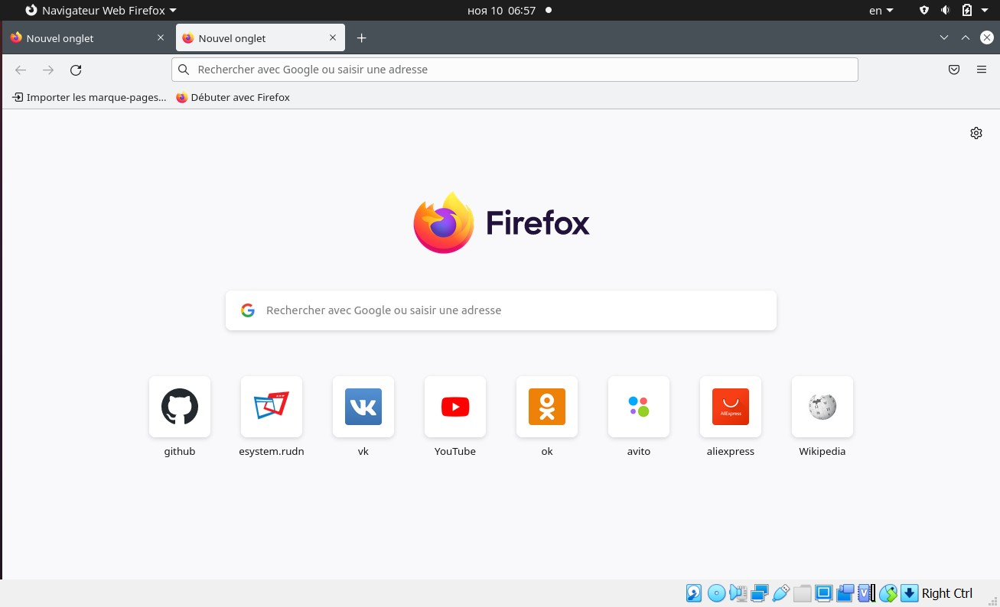 Navigateur Web Firefox
ноя 10 06:57
en
Nouvel onglet
Nouvel onglet
Rechercher avec Google ou saisir une adresse
Importer les marque-pages...
Débuter avec Firefox
Firefox
Rechercher avec Google ou saisir une adresse
AliExpress
github
esystem.rudn
vk
YouTube
ok
avito
aliexpress
Wikipedia
Right Ctrl